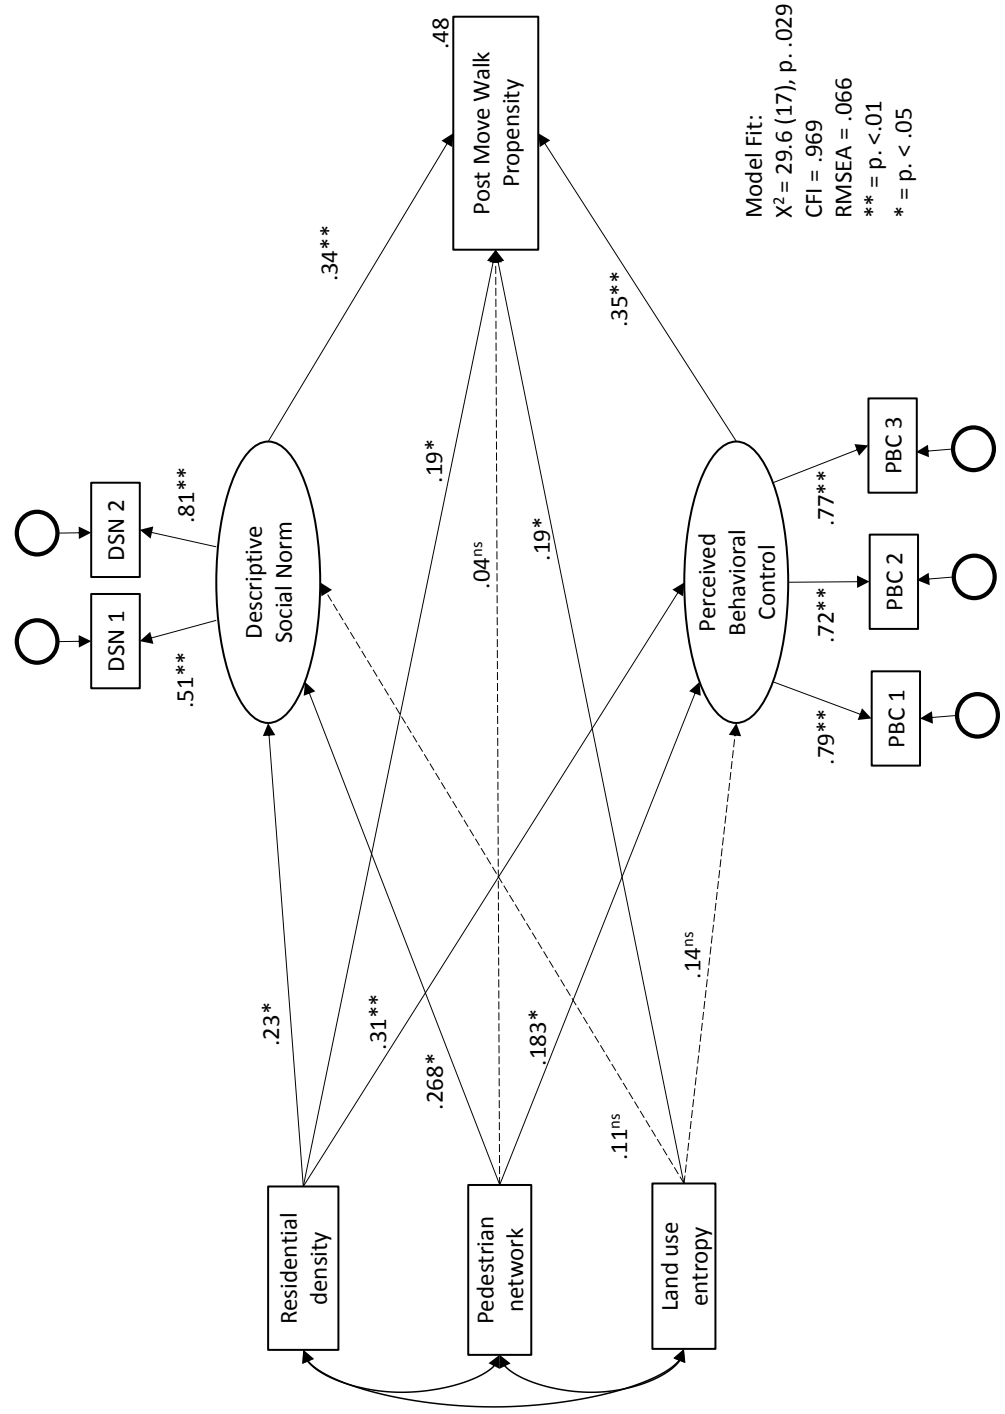 DSN 1
DSN 2
.51**
.81**
Descriptive
Social Norm
.34**
.48
Post Move Walk
Propensity
.23*
.19*
Residential
density
.31**
.268*
.04ⁿˢ
Pedestrian
network
.183*
.19*
.11ⁿˢ
.14ⁿˢ
Land use
entropy
Perceived
Behavioral
Control
.35**
.79**
.72**
.77**
PBC 1
PBC 2
PBC 3
Model Fit:
X² = 29.6 (17), p. .029
CFI = .969
RMSEA = .066
** = p. <.01
* = p. < .05